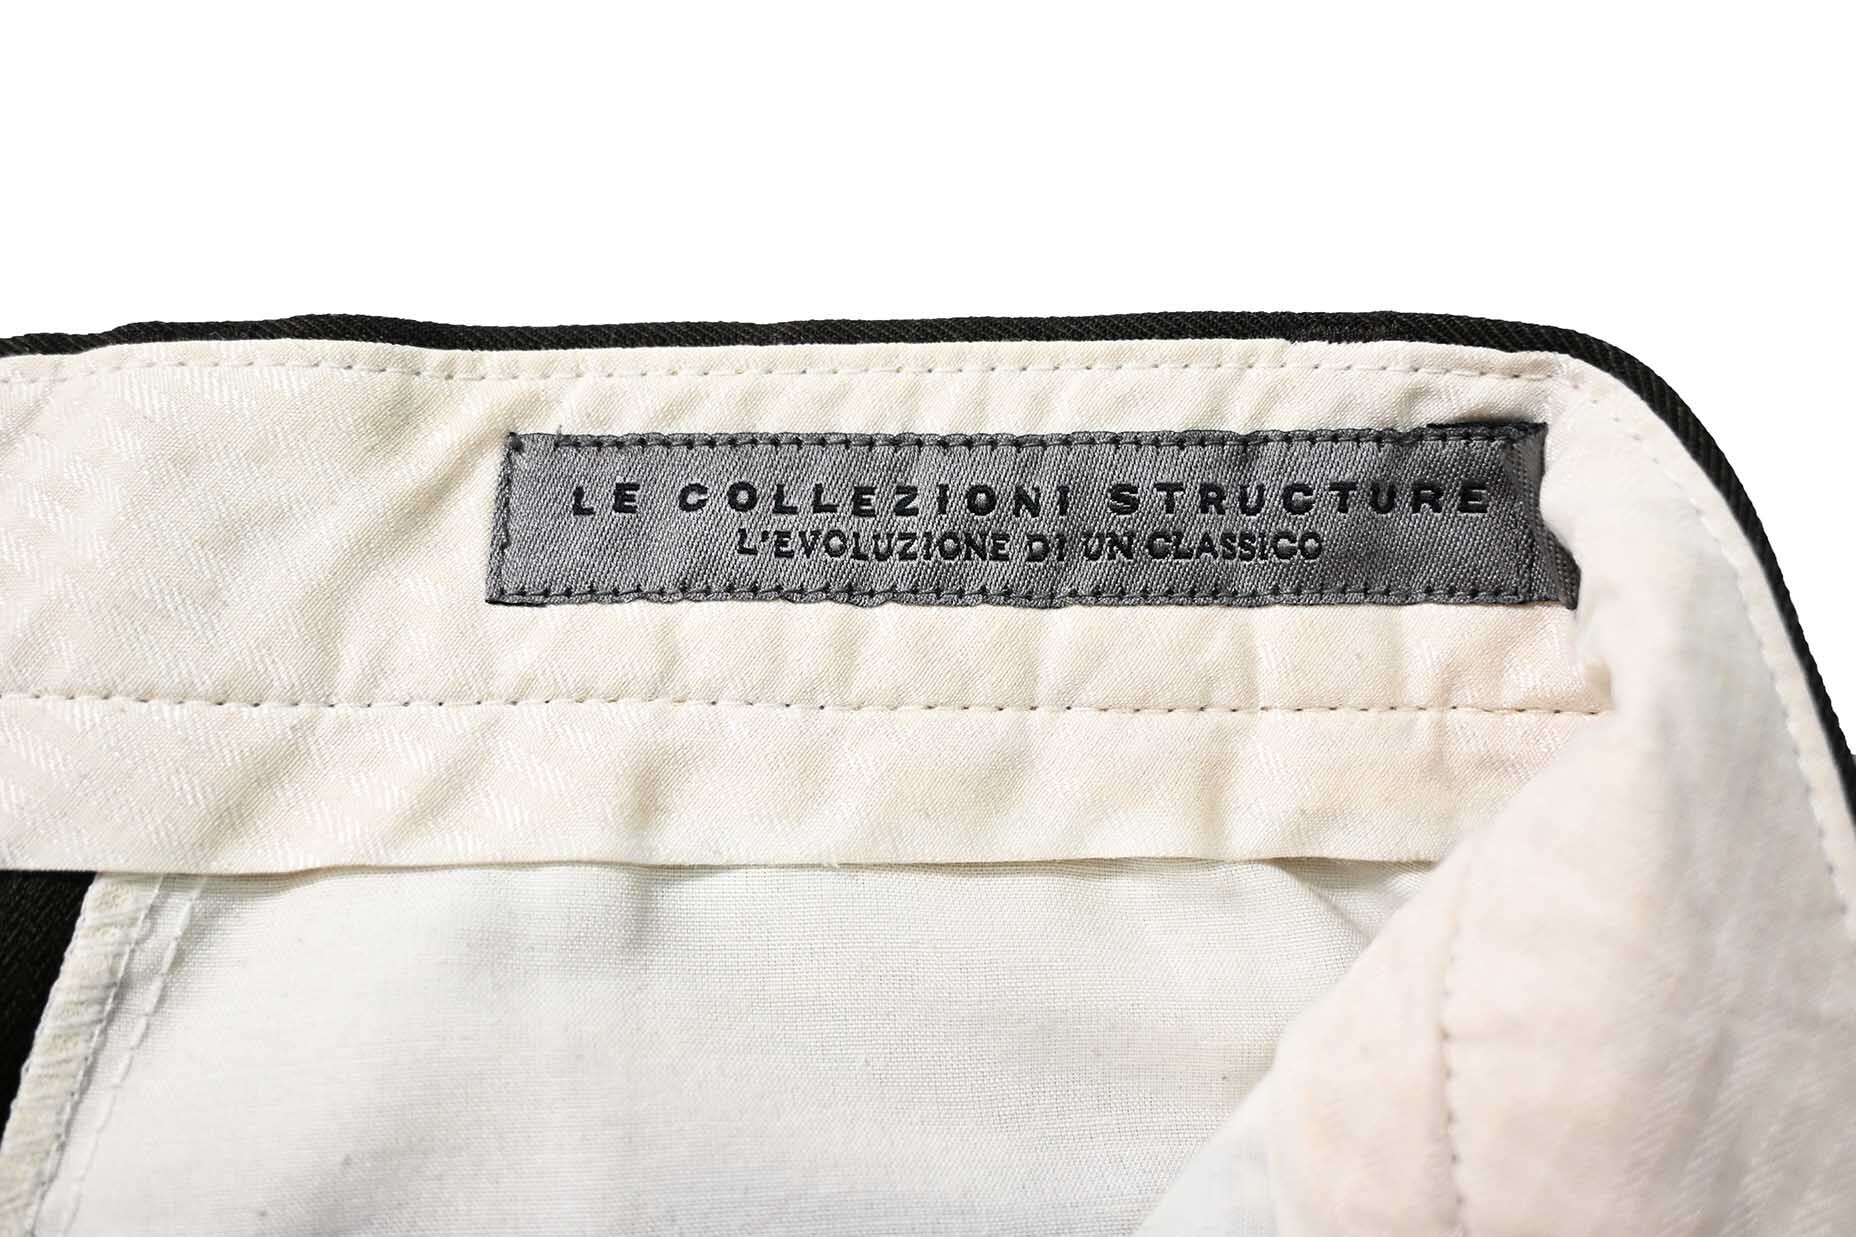 LE COLLEZIONI STRUCTURE
L'EVOLUZIONE DI UN CLASSICO